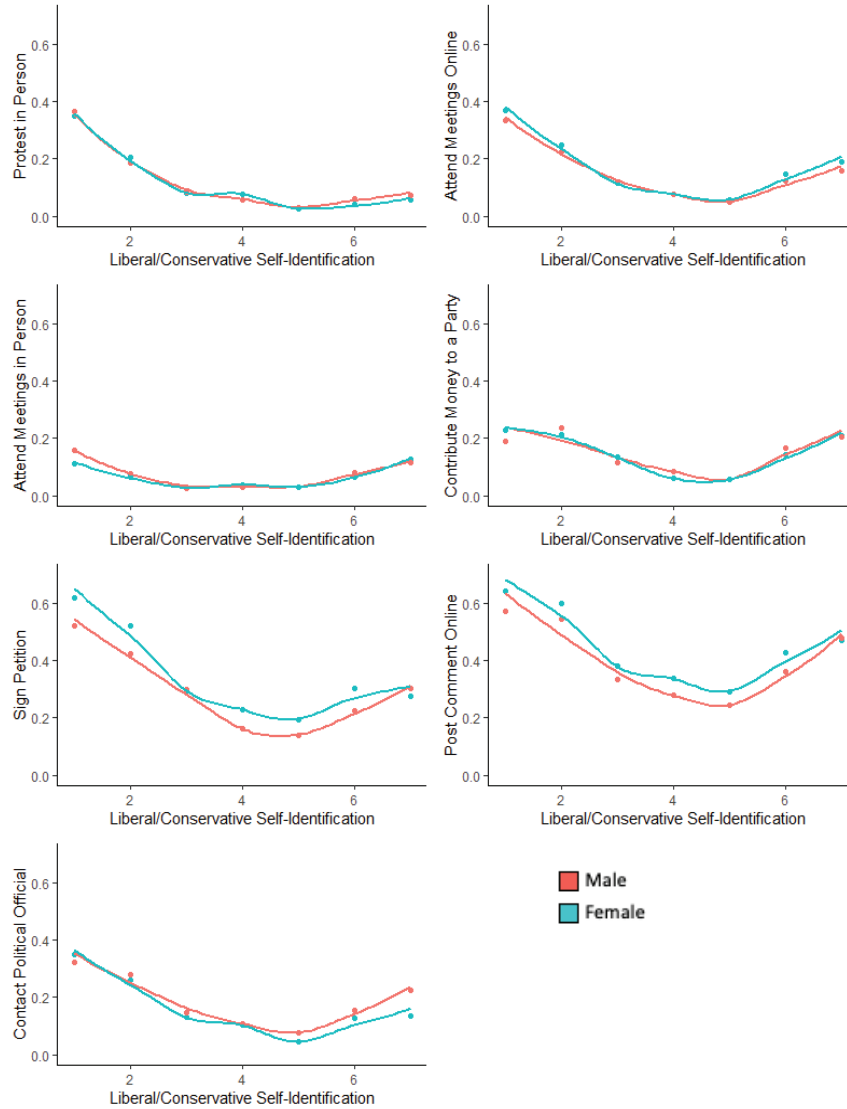 Protest in Person
0.6
0.4
0.2
0.0
2 4 6
Liberal/Conservative Self-Identification
Attend Meetings Online
0.6
0.4
0.2
0.0
2 4 6
Liberal/Conservative Self-Identification
Attend Meetings in Person
0.6
0.4
0.2
0.0
2 4 6
Liberal/Conservative Self-Identification
Contribute Money to a Party
0.6
0.4
0.2
0.0
2 4 6
Liberal/Conservative Self-Identification
Sign Petition
0.6
0.4
0.2
0.0
2 4 6
Liberal/Conservative Self-Identification
Post Comment Online
0.6
0.4
0.2
0.0
2 4 6
Liberal/Conservative Self-Identification
Contact Political Official
0.6
0.4
0.2
0.0
2 4 6
Liberal/Conservative Self-Identification
Male
Female